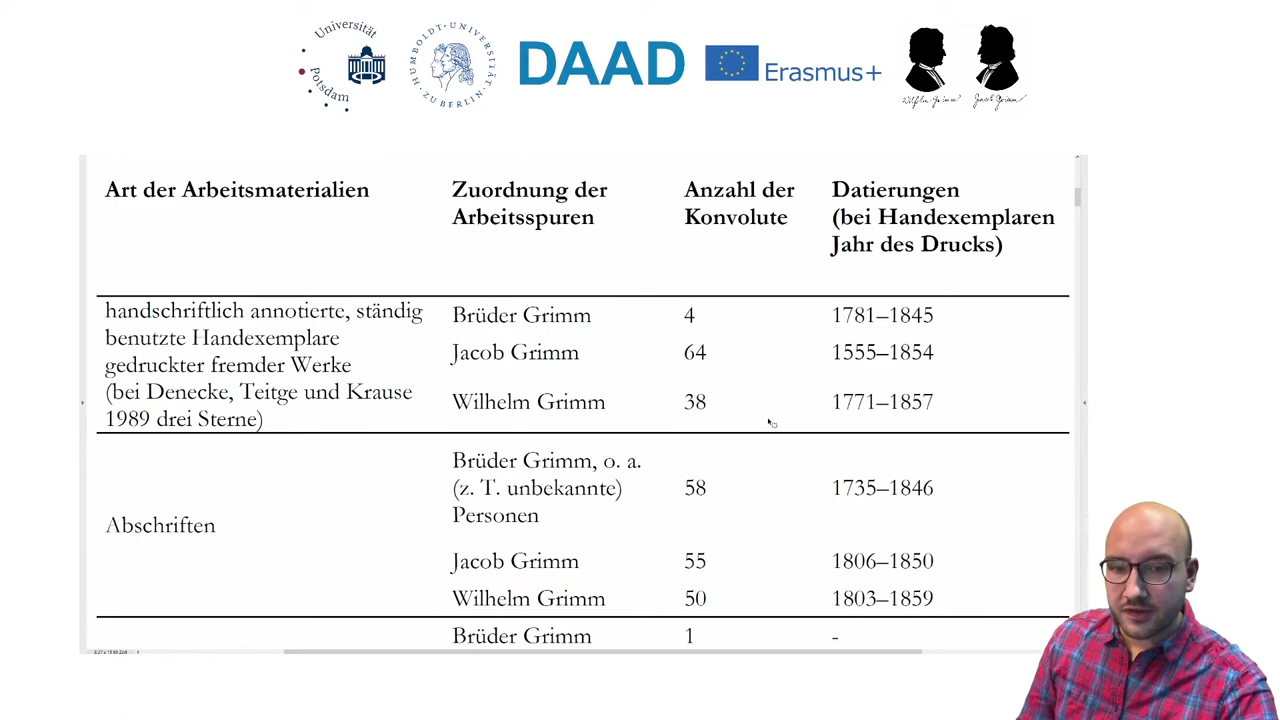 Universität
Potsdam
HUMBOLDT-UNIVERSITÄT
ZU BERLIN
DAAD
Erasmus+
Art der Arbeitsmaterialien
Zuordnung der
Arbeitsspuren
Anzahl der
Konvolute
Datierungen
(bei Handexemplaren
Jahr des Drucks)
handschriftlich annotierte, ständig
benutzte Handexemplare
gedruckter fremder Werke
(bei Denecke, Teitge und Krause
1989 drei Sterne)
Brüder Grimm 4 1781–1845
Jacob Grimm 64 1555–1854
Wilhelm Grimm 38 1771–1857
Abschriften
Brüder Grimm, o. a.
(z. T. unbekannte) 58 1735–1846
Personen
Jacob Grimm 55 1806–1850
Wilhelm Grimm 50 1803–1859
Brüder Grimm 1 -